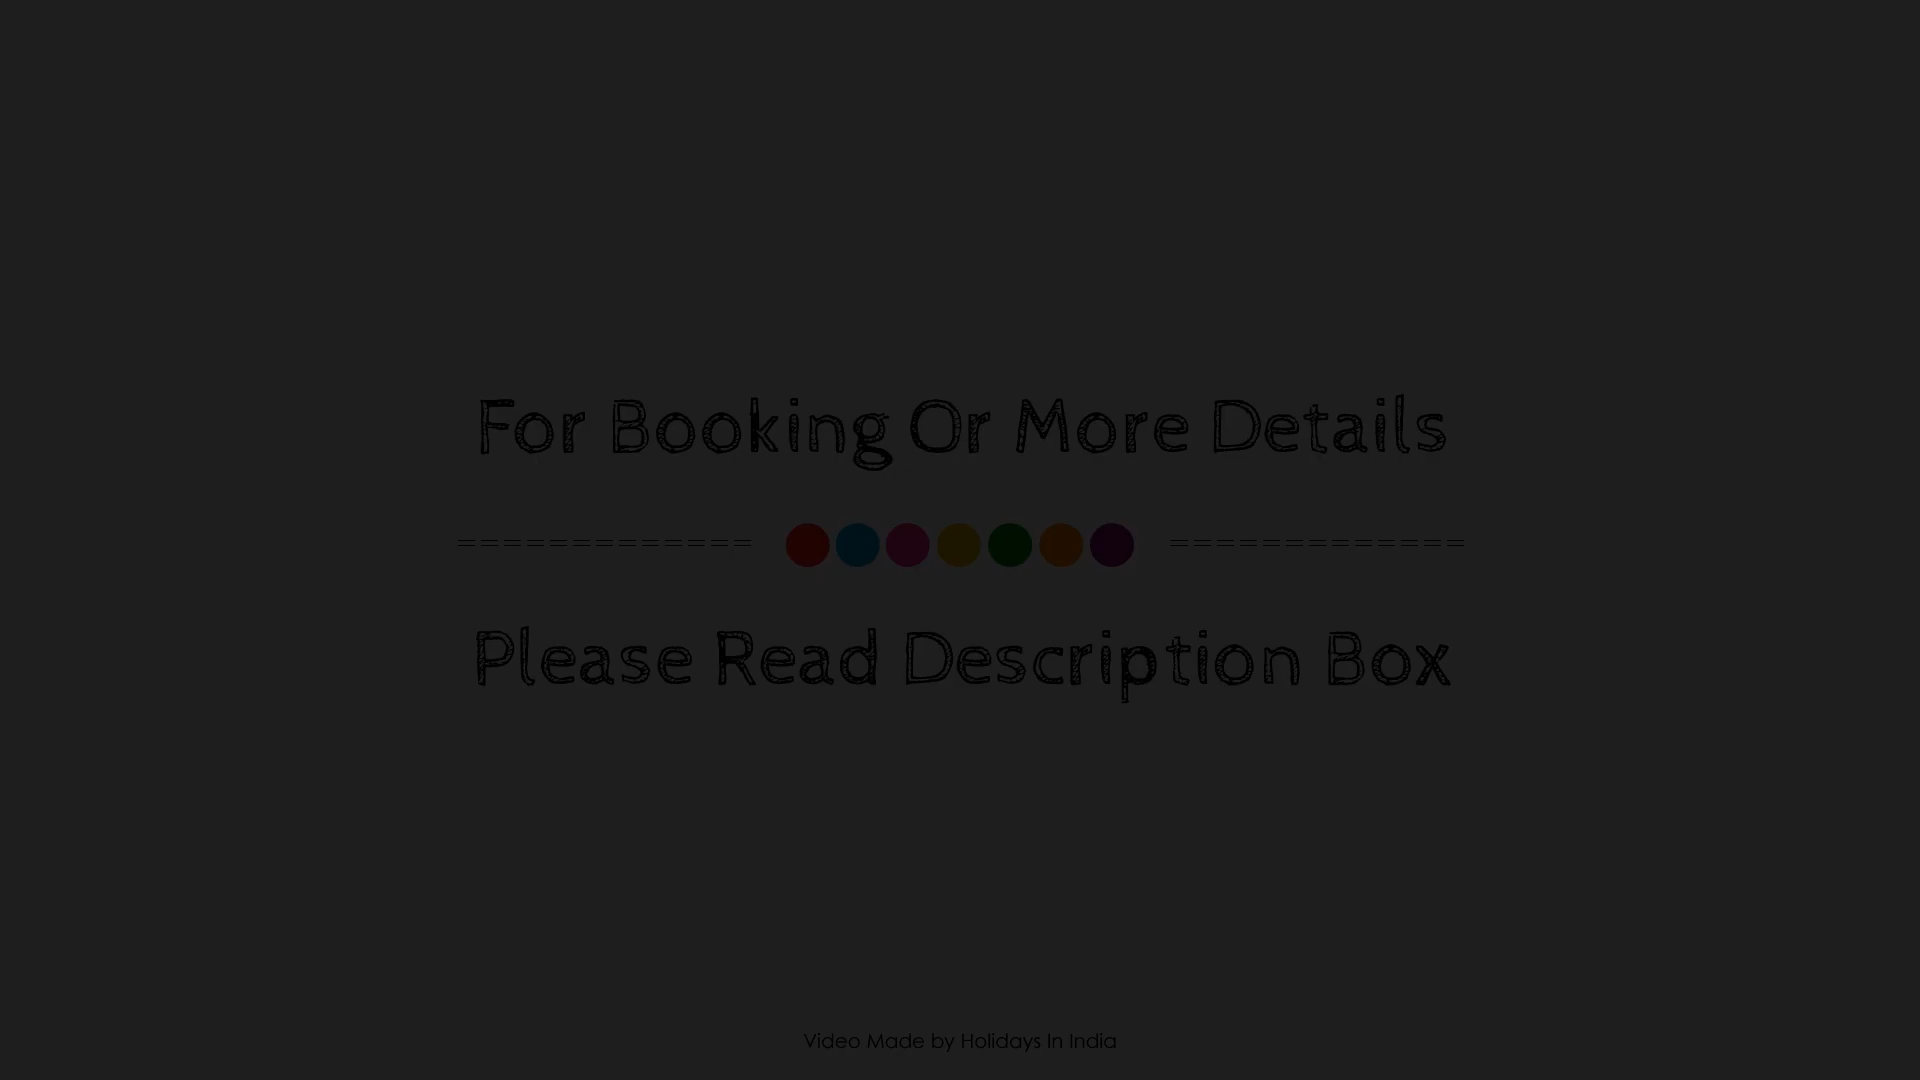 For Booking Or More Details
============= =============
Please Read Description Box
Video Made by Holidays In India